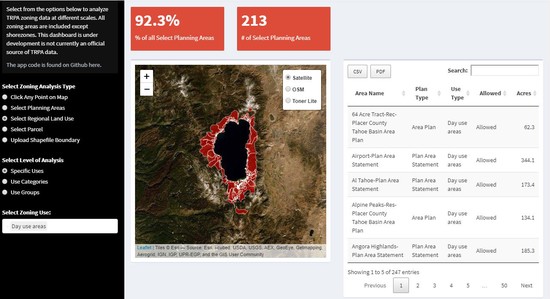 Select from the options below to analyze
TRPA zoning data at different scales. All
zoning areas are included except
shorezones. This dashboard is under
development is not currently an official
source of TRPA data.
The app code is found on Github here.
Select Zoning Analysis Type
Click Any Point on Map
Select Planning Areas
Select Regional Land Use
Select Parcel
Upload Shapefile Boundary
Select Level of Analysis
Specific Uses
Use Categories
Use Groups
Select Zoning Use:
Day use areas
92.3%
% of all Select Planning Areas
213
# of Select Planning Areas
+
−
Satellite
OSM
Toner Lite
Leaflet | Tiles © Esri — Source: Esri, i-cubed, USDA, USGS, AEX, GeoEye, Getmapping,
Aerogrid, IGN, IGP, UPR-EGP, and the GIS User Community
CSV PDF Search:
Area Name Plan Type Use Type Allowed Acres
64 Acre Tract-Rec-
Placer County
Tahoe Basin Area
Plan
Area Plan
Day use
areas
Allowed
62.3
Airport-Plan Area
Statement
Plan Area
Statement
Day use
areas
Allowed
344.1
Al Tahoe-Plan Area
Statement
Plan Area
Statement
Day use
areas
Allowed
173.4
Alpine Peaks-Res-
Placer County
Tahoe Basin Area
Plan
Area Plan
Day use
areas
Allowed
134.1
Angora Highlands-
Plan Area Statement
Plan Area
Statement
Day use
areas
Allowed
165.3
Showing 1 to 5 of 247 entries
Previous 1 2 3 4 5 ... 50 Next